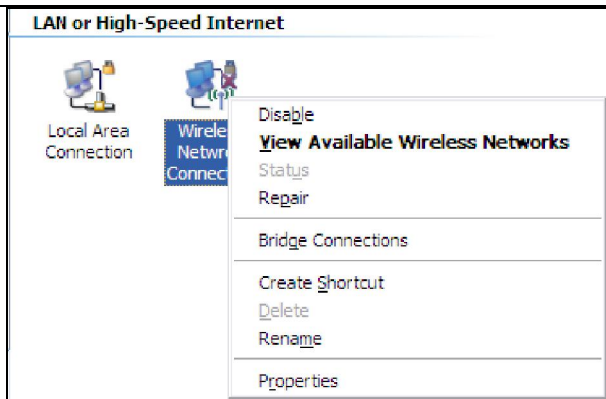 LAN or High-Speed Internet
Local Area
Connection
Wirele
Netwr
Connec
Disable
View Available Wireless Networks
Status
Repair
Bridge Connections
Create Shortcut
Delete
Rename
Properties